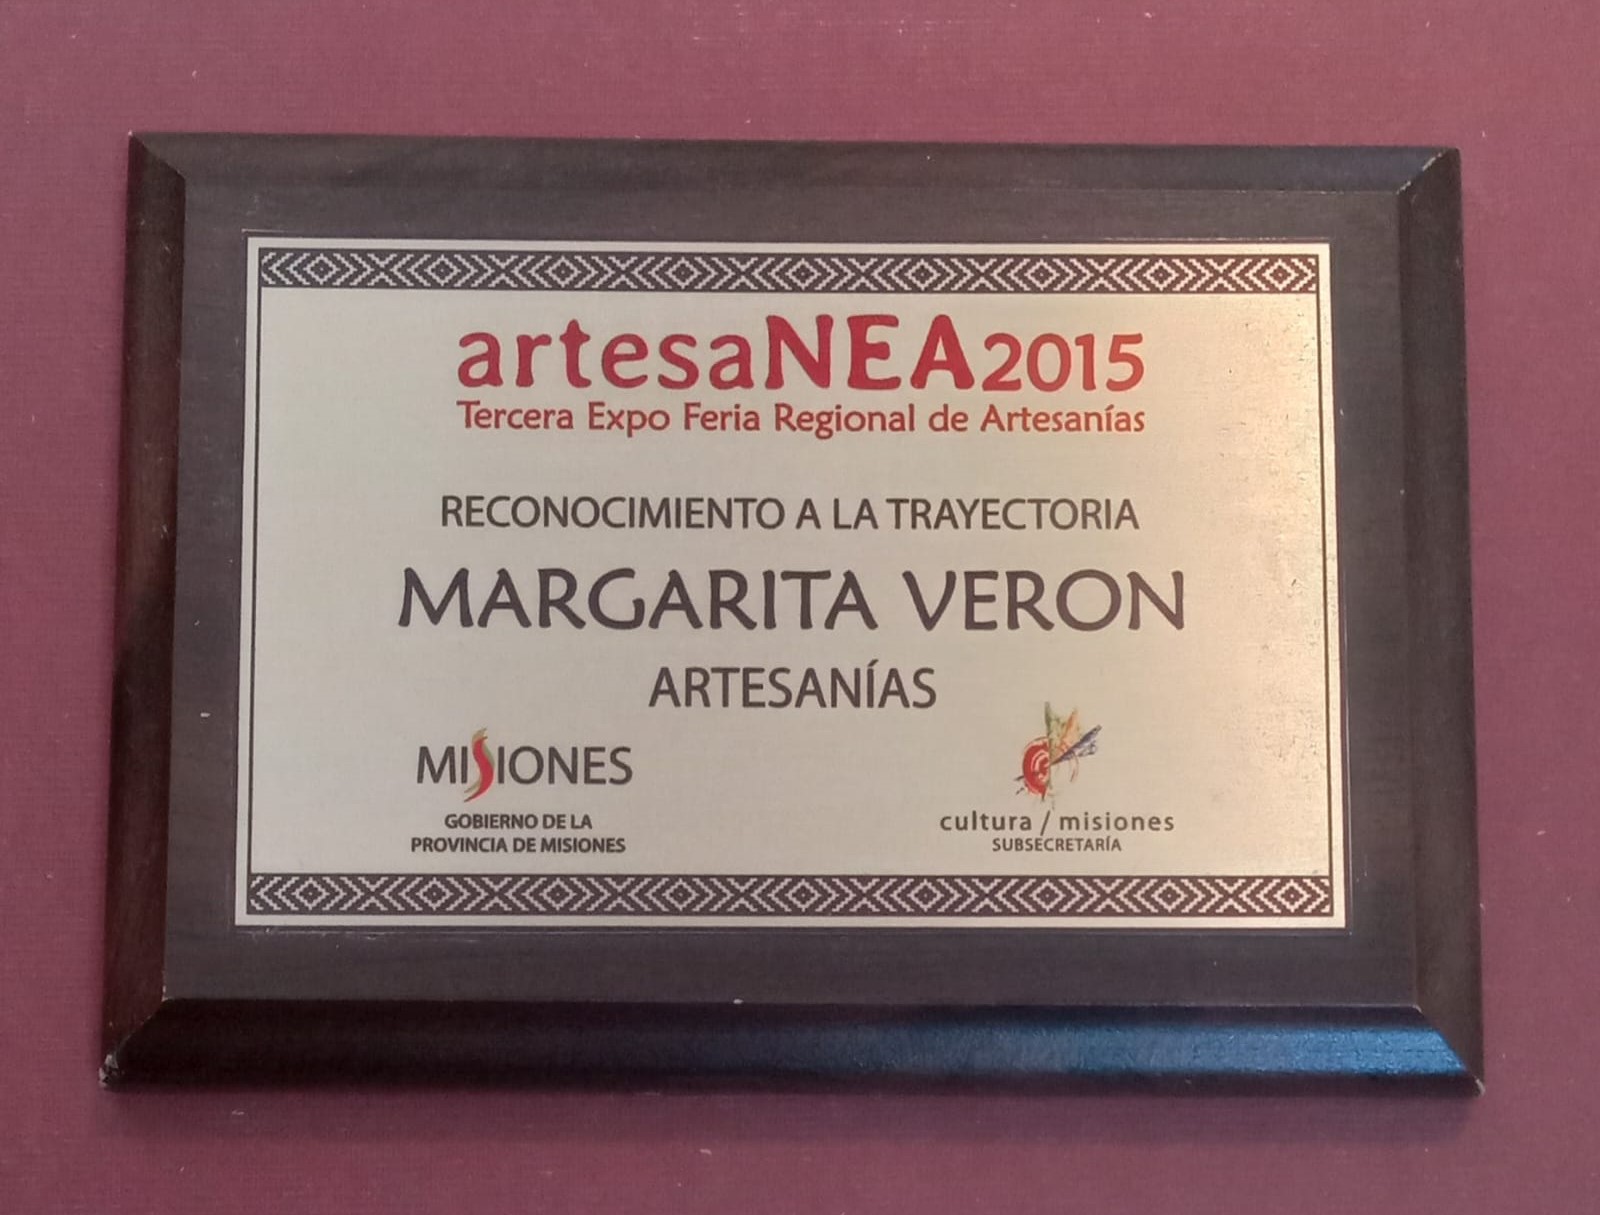 artesaNEA2015
Tercera Expo Feria Regional de Artesanías
RECONOCIMIENTO A LA TRAYECTORIA
MARGARITA VERON
ARTESANÍAS
MISIONES
GOBIERNO DE LA
PROVINCIA DE MISIONES
cultura / misiones
SUBSECRETARÍA